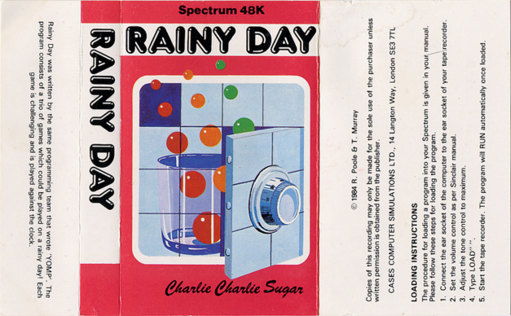 Rainy Day was written by the same programming team that wrote 'YOMP'. The
program consists of a trio of games which could be played on a rainy day! Each
game is challenging and is played against the clock.
RAINY DAY
Spectrum 48K
RAINY DAY
Charlie Charlie Sugar
© 1984 R. Poole & T. Murray
Copies of this recording may only be made for the sole use of the purchaser unless
written permission is obtained from the publisher.
CASES COMPUTER SIMULATIONS LTD., 14 Langton Way, London SE3 7TL
LOADING INSTRUCTIONS
The procedure for loading a program into your Spectrum is given in your manual.
Please follow these steps for loading the program.
1. Connect the ear socket of the computer to the ear socket of your tape recorder.
2. Set the volume control as per Sinclair manual.
3. Adjust the tone control to maximum.
4. Type LOAD"".
5. Start the tape recorder. The program will RUN automatically once loaded.